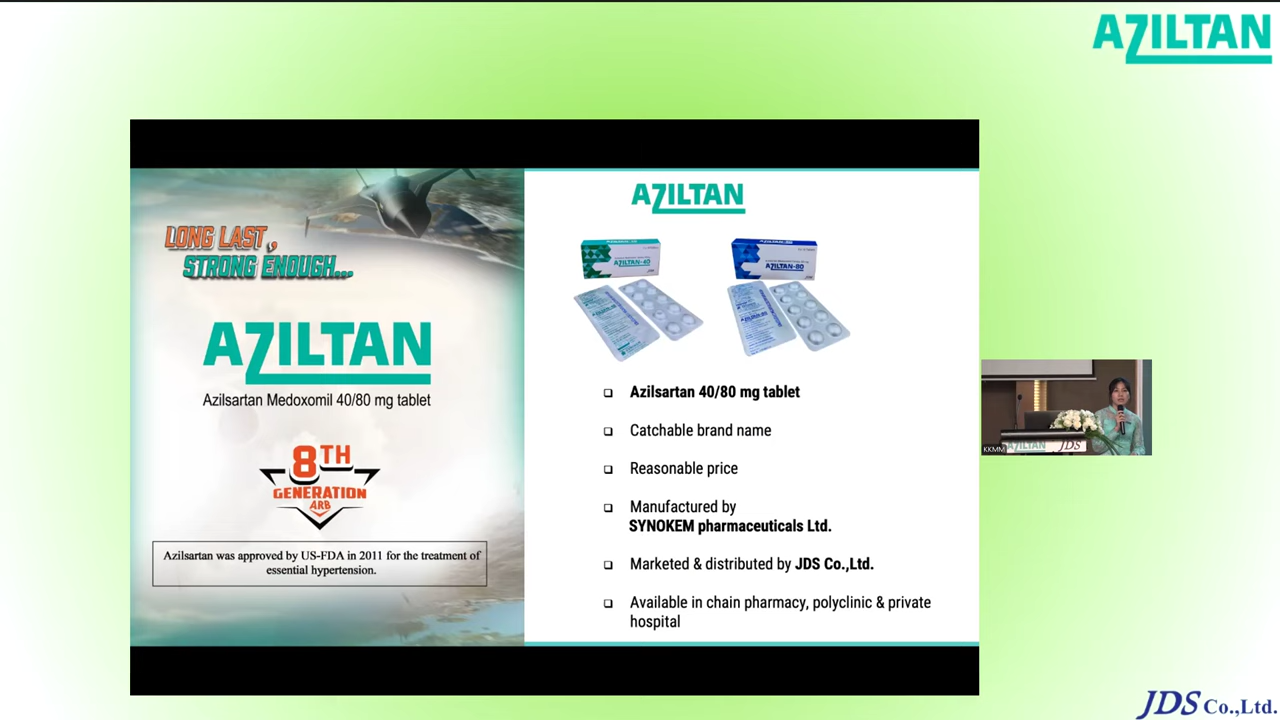 AZILTAN
LONG LAST,
STRONG ENOUGH...
AZILTAN
Azilsartan Medoxomil 40/80 mg tablet
8TH
GENERATION
ARB
Azilsartan was approved by US-FDA in 2011 for the treatment of
essential hypertension.
AZILTAN
AZILTAN-40
AZILTAN-80
❑ Azilsartan 40/80 mg tablet
❑ Catchable brand name
❑ Reasonable price
❑ Manufactured by
SYNOKEM pharmaceuticals Ltd.
❑ Marketed & distributed by JDS Co.,Ltd.
❑ Available in chain pharmacy, polyclinic & private
hospital
KKMM
AZILTAN
JDS
JDS Co.,Ltd.